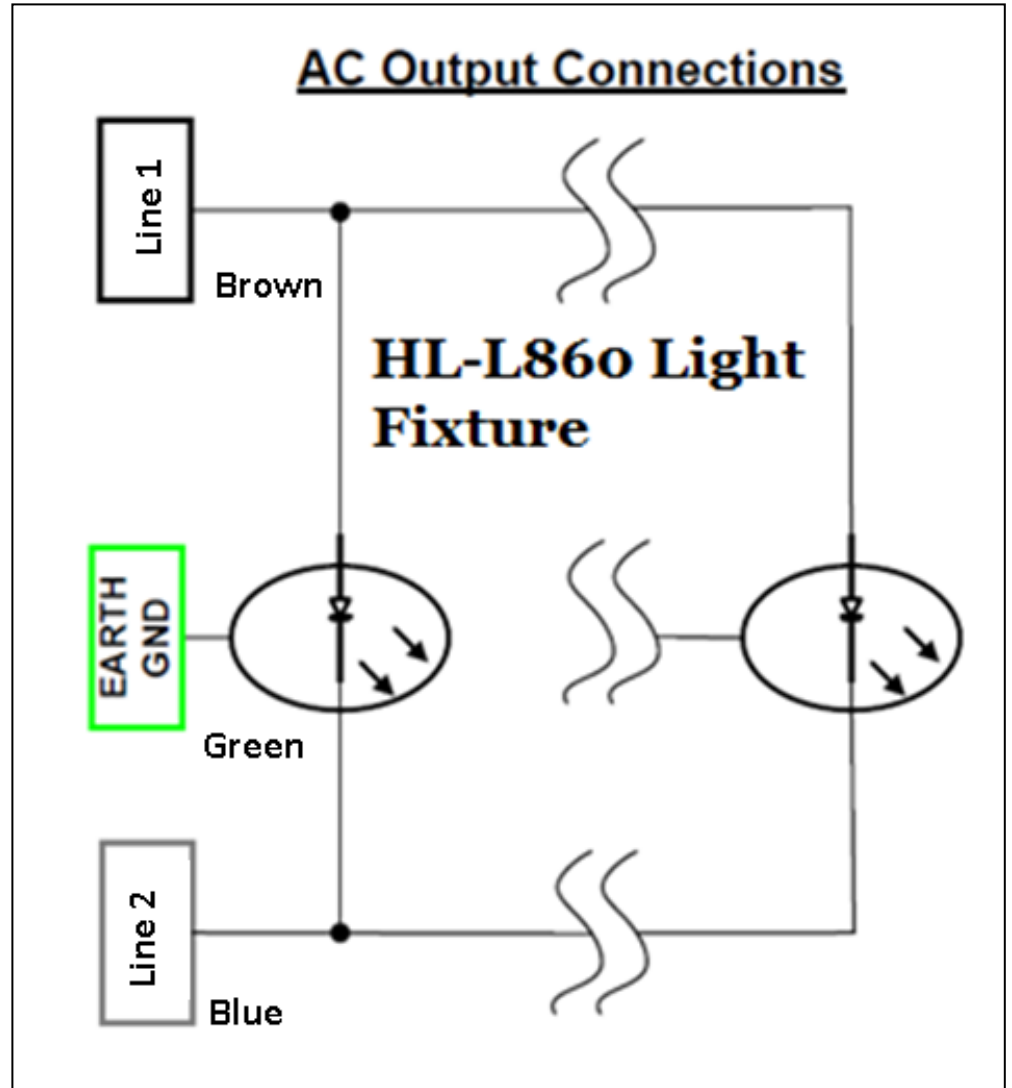 AC Output Connections
Line 1
Brown
HL-L860 Light
Fixture
EARTH
GND
Green
Line 2
Blue